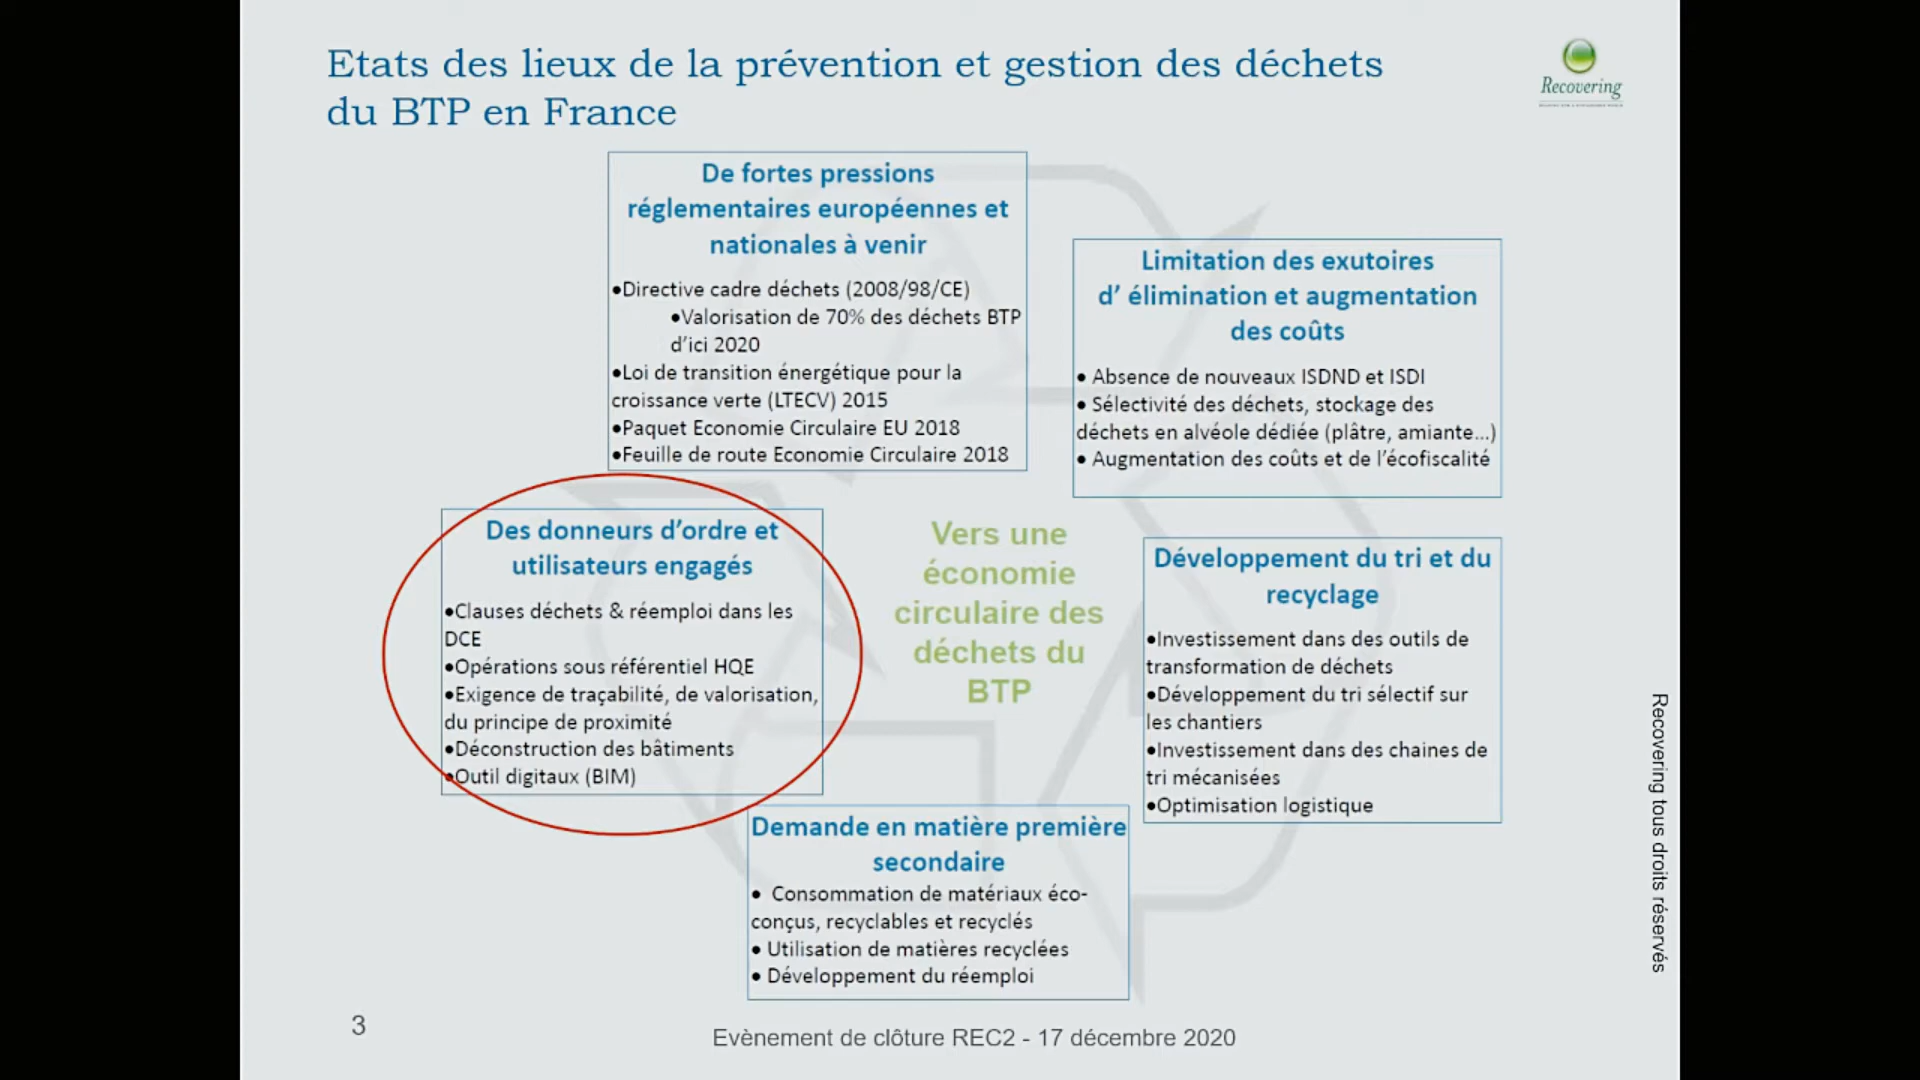 Etats des lieux de la prévention et gestion des déchets
du BTP en France
Recovering
De fortes pressions
réglementaires européennes et
nationales à venir
•Directive cadre déchets (2008/98/CE)
•Valorisation de 70% des déchets BTP
d’ici 2020
•Loi de transition énergétique pour la
croissance verte (LTECV) 2015
•Paquet Economie Circulaire EU 2018
•Feuille de route Economie Circulaire 2018
Limitation des exutoires
d’ élimination et augmentation
des coûts
• Absence de nouveaux ISDND et ISDI
• Sélectivité des déchets, stockage des
déchets en alvéole dédiée (plâtre, amiante...)
• Augmentation des coûts et de l’écofiscalité
Des donneurs d’ordre et
utilisateurs engagés
•Clauses déchets & réemploi dans les
DCE
•Opérations sous référentiel HQE
•Exigence de traçabilité, de valorisation,
du principe de proximité
•Déconstruction des bâtiments
•Outil digitaux (BIM)
Vers une
économie
circulaire des
déchets du
BTP
Développement du tri et du
recyclage
•Investissement dans des outils de
transformation de déchets
•Développement du tri sélectif sur
les chantiers
•Investissement dans des chaines de
tri mécanisées
•Optimisation logistique
Demande en matière première
secondaire
• Consommation de matériaux éco-
conçus, recyclables et recyclés
• Utilisation de matières recyclées
• Développement du réemploi
Recovering tous droits réservés
3
Evènement de clôture REC2 - 17 décembre 2020